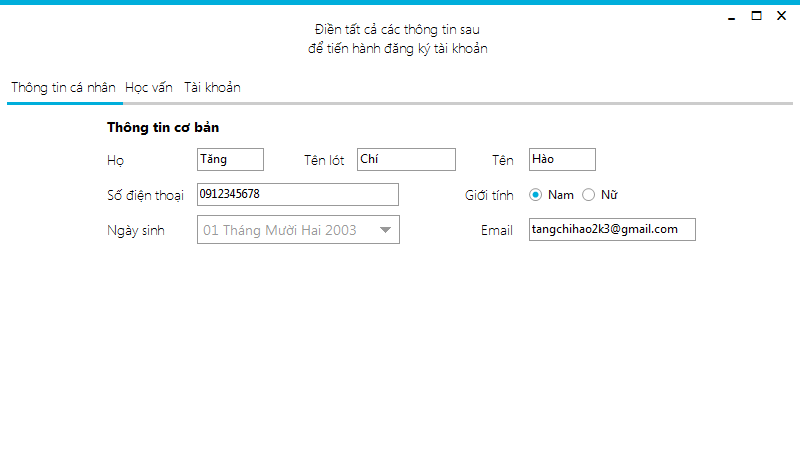 Điền tất cả các thông tin sau
để tiến hành đăng ký tài khoản
Thông tin cá nhân Học vấn Tài khoản
Thông tin cơ bản
Họ Tăng Tên lót Chí Tên Hào
Số điện thoại 0912345678 Giới tính Nam Nữ
Ngày sinh 01 Tháng Mười Hai 2003 Email tangchihao2k3@gmail.com